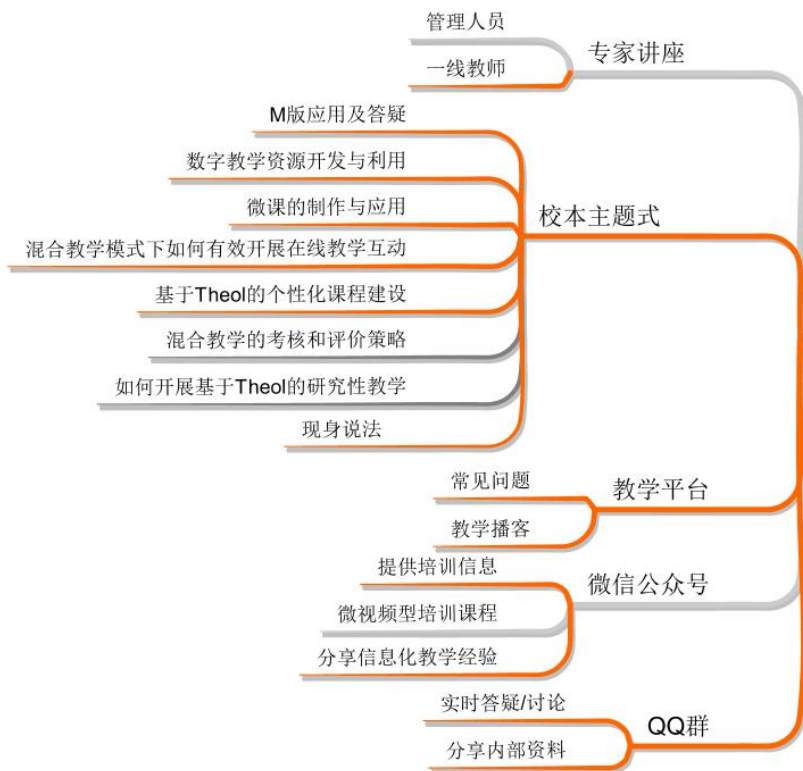 管理人员
专家讲座
一线教师
M版应用及答疑
数字教学资源开发与利用
微课的制作与应用
校本主题式
混合教学模式下如何有效开展在线教学互动
基于Theol的个性化课程建设
混合教学的考核和评价策略
如何开展基于Theol的研究性教学
现身说法
常见问题
教学平台
教学播客
提供培训信息
微信公众号
微视频型培训课程
分享信息化教学经验
实时答疑/讨论
QQ群
分享内部资料